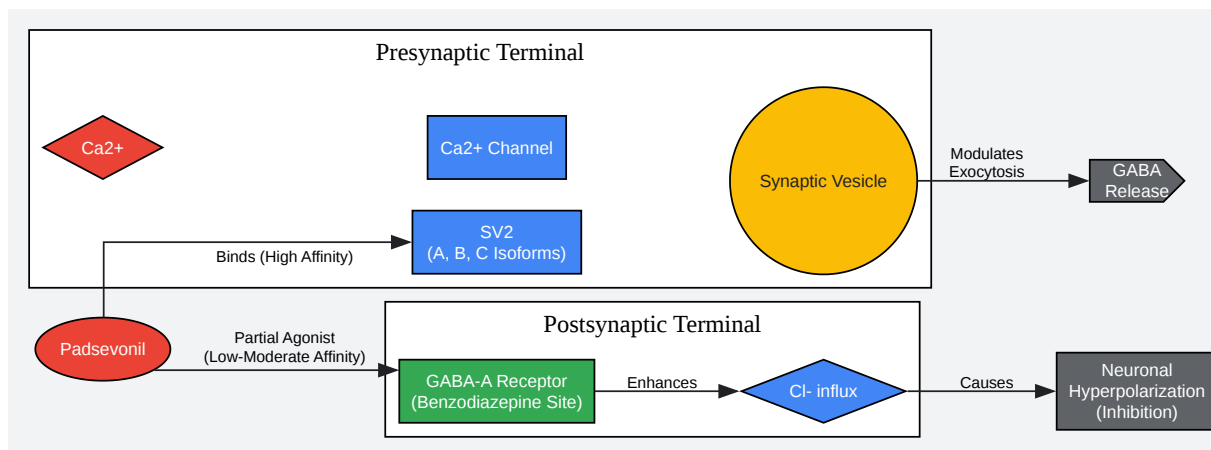 Presynaptic Terminal
Ca2+
Ca2+ Channel
Synaptic Vesicle
Modulates
Exocytosis
GABA
Release
SV2
(A, B, C Isoforms)
Binds (High Affinity)
Padsevonil
Partial Agonist
(Low-Moderate Affinity)
Postsynaptic Terminal
GABA-A Receptor
(Benzodiazepine Site)
Enhances
Cl- influx
Causes
Neuronal
Hyperpolarization
(Inhibition)